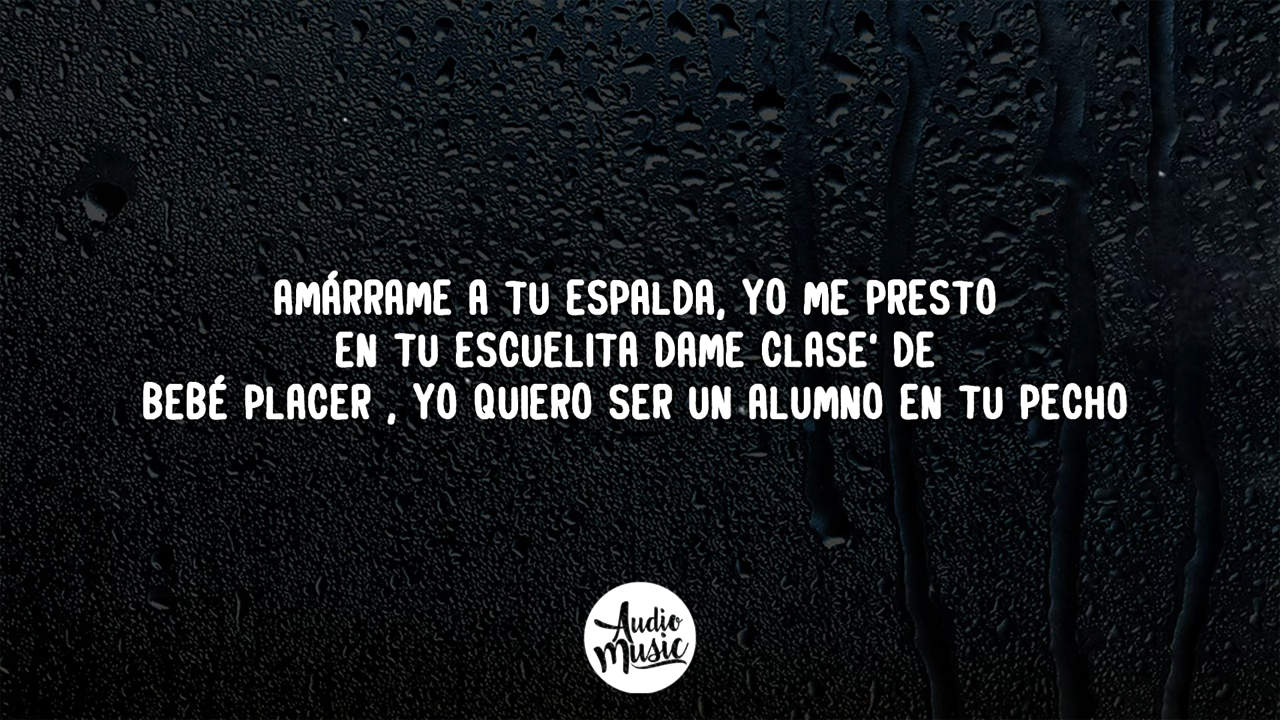 AMÁRRAME A TU ESPALDA, YO ME PRESTO
EN TU ESCUELITA DAME CLASE' DE
BEBÉ PLACER , YO QUIERO SER UN ALUMNO EN TU PECHO
Audio
Music